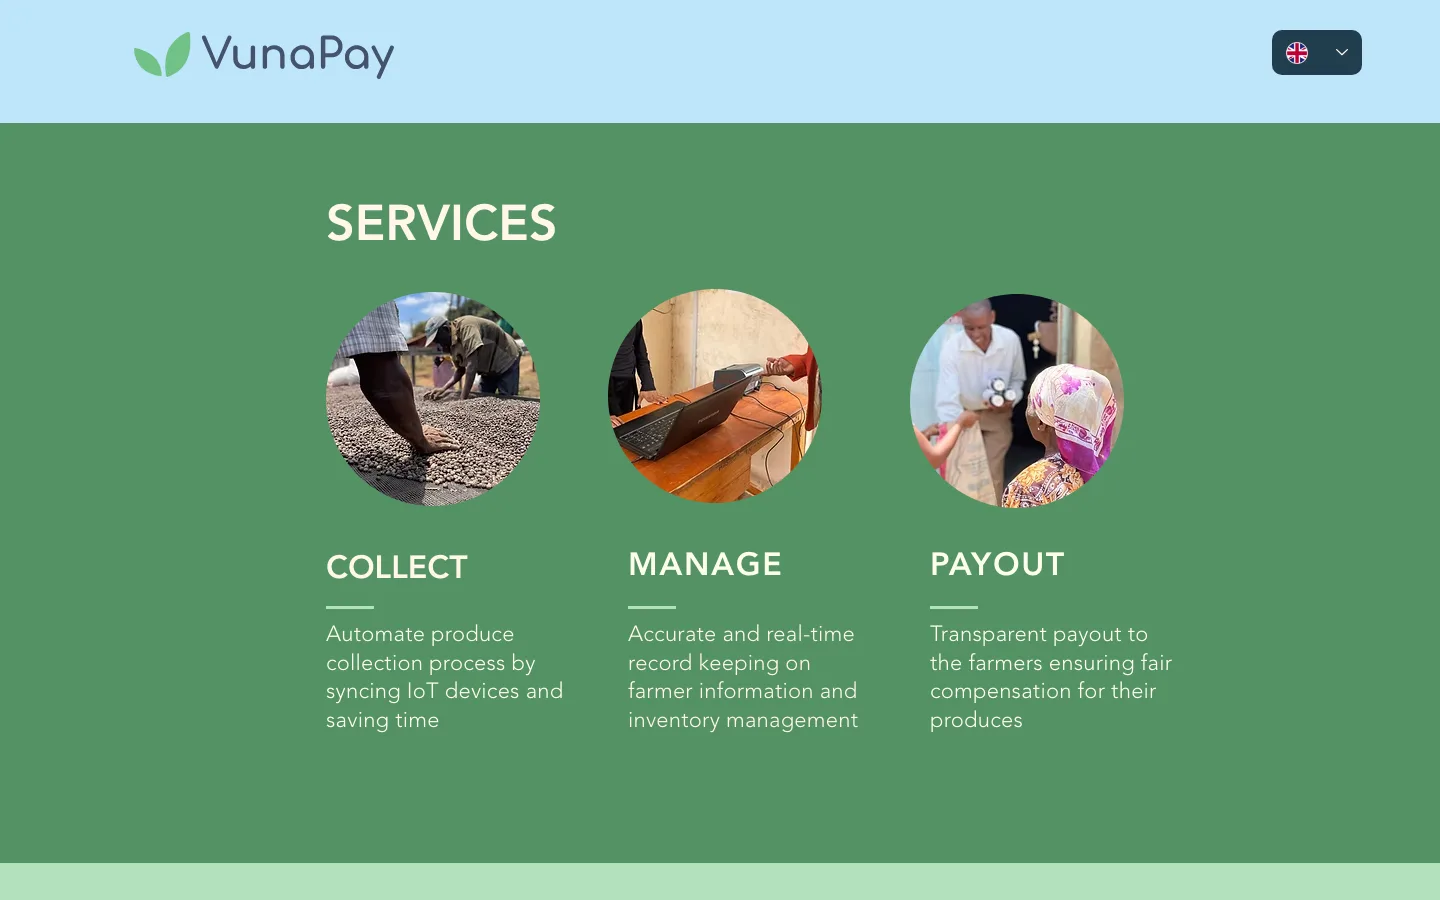 VunaPay
SERVICES
COLLECT
Automate produce
collection process by
syncing IoT devices and
saving time
MANAGE
Accurate and real-time
record keeping on
farmer information and
inventory management
PAYOUT
Transparent payout to
the farmers ensuring fair
compensation for their
produces